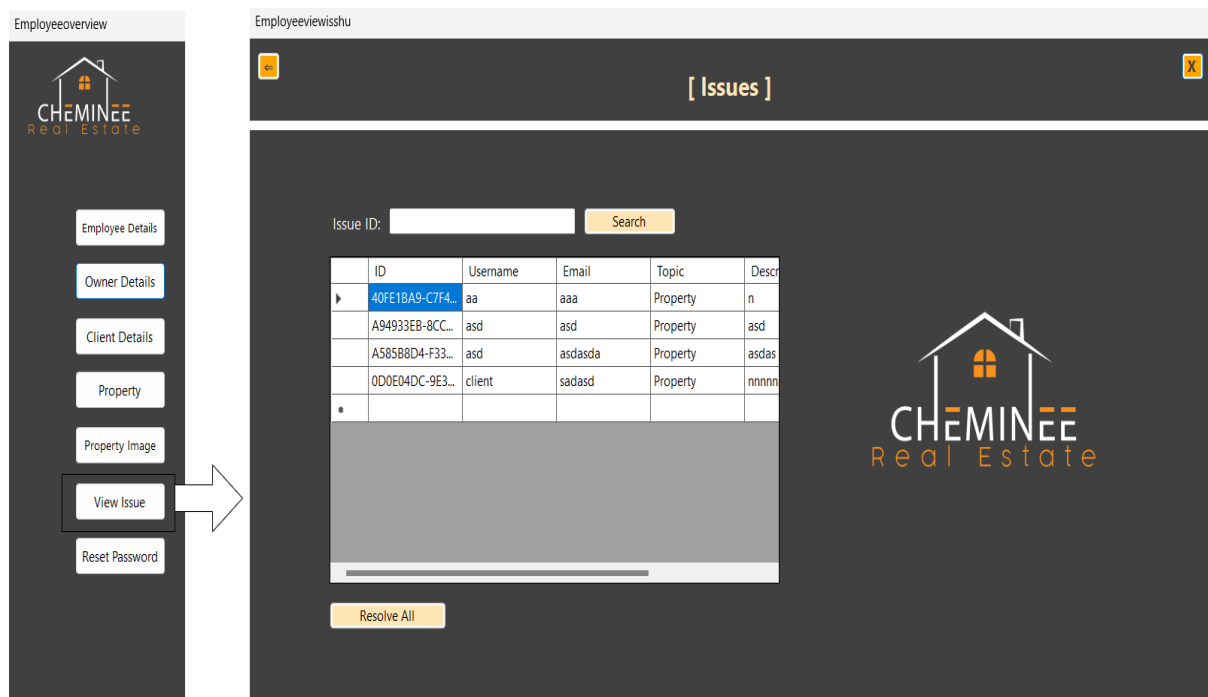 Employeeoverview
CHEMINEE
Real Estate
Employee Details
Owner Details
Client Details
Property
Property Image
View Issue
Reset Password
Employeeviewisshu
⇐
[ Issues ]
X
Issue ID:
Search
ID Username Email Topic Descr
40FE1BA9-C7F4... aa aaa Property n
A94933EB-8CC... asd asd Property asd
A585B8D4-F33... asd asdasda Property asdas
0D0E04DC-9E3... client sadasd Property nnnnn
Resolve All
CHEMINEE
Real Estate